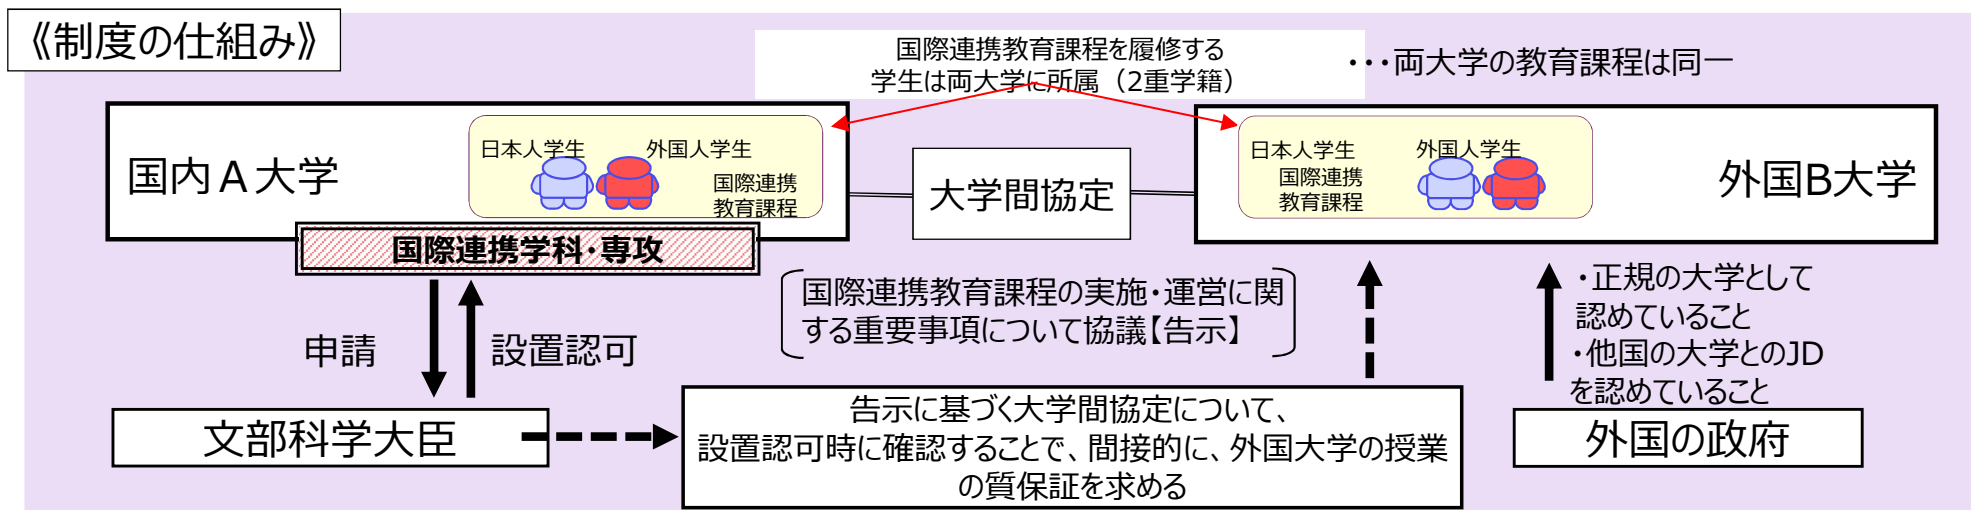 《制度の仕組み》
国際連携教育課程を履修する
学生は両大学に所属（2重学籍）
・・・両大学の教育課程は同一
国内A大学
日本人学生
外国人学生
国際連携
教育課程
国際連携学科・専攻
大学間協定
日本人学生
外国人学生
国際連携
教育課程
外国B大学
申請
設置認可
国際連携教育課程の実施・運営に関
する重要事項について協議【告示】
・正規の大学として
認めていること
・他国の大学とのJD
を認めていること
文部科学大臣
告示に基づく大学間協定について、
設置認可時に確認することで、間接的に、外国大学の授業
の質保証を求める
外国の政府